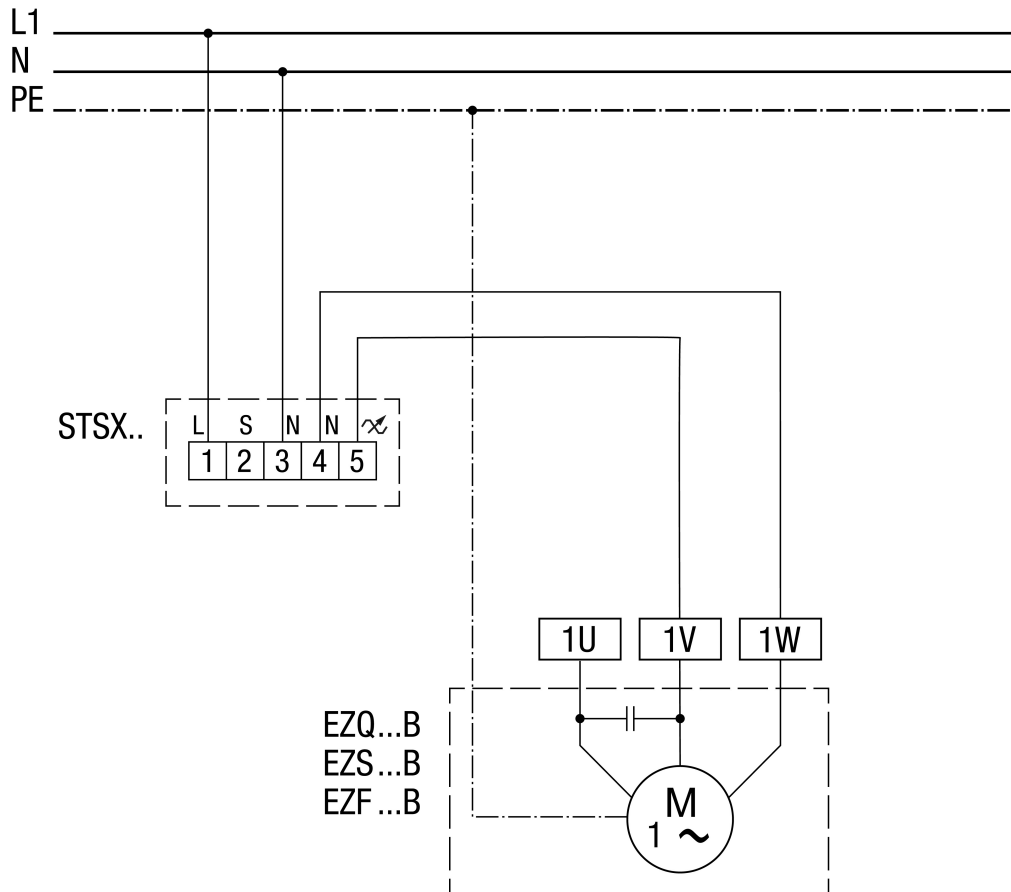 L1
N
PE
STSX..
L S N N
1 2 3 4 5
1U 1V 1W
EZQ...B
EZS...B
EZF...B
M
1 ~